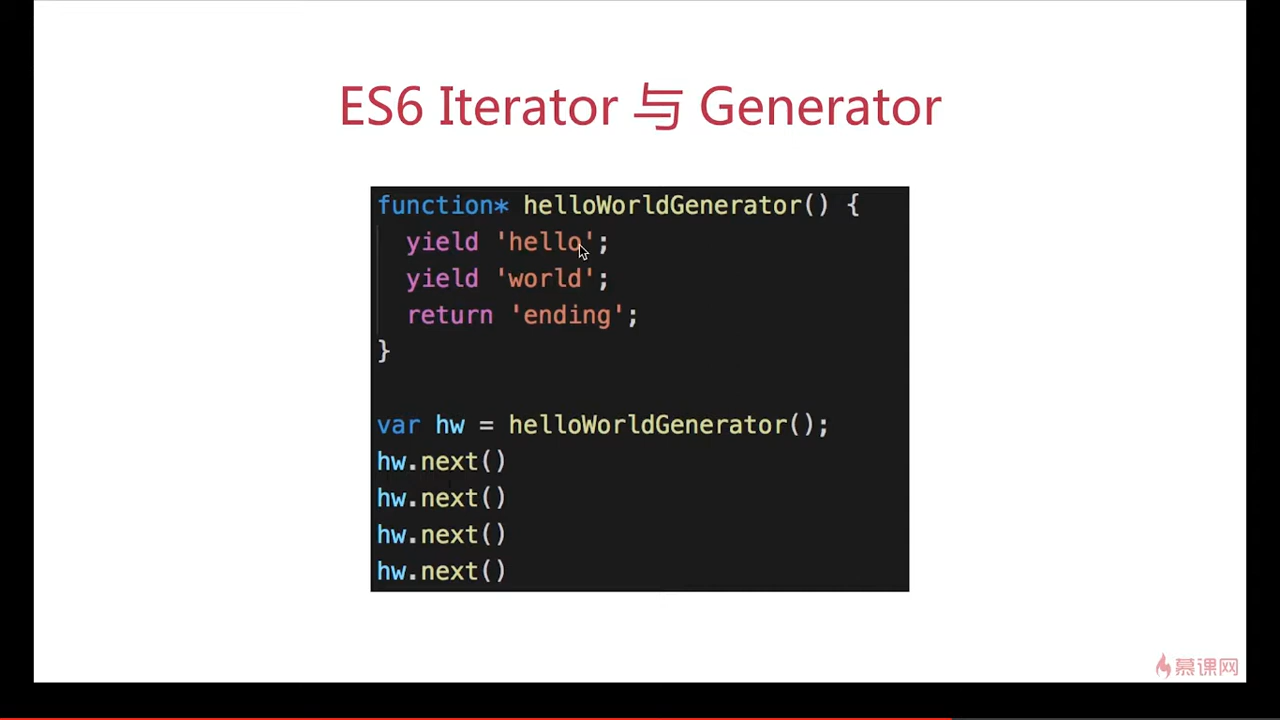 ES6 Iterator 与 Generator
function* helloWorldGenerator() {
  yield 'hello';
  yield 'world';
  return 'ending';
}
var hw = helloWorldGenerator();
hw.next()
hw.next()
hw.next()
hw.next()
慕课网